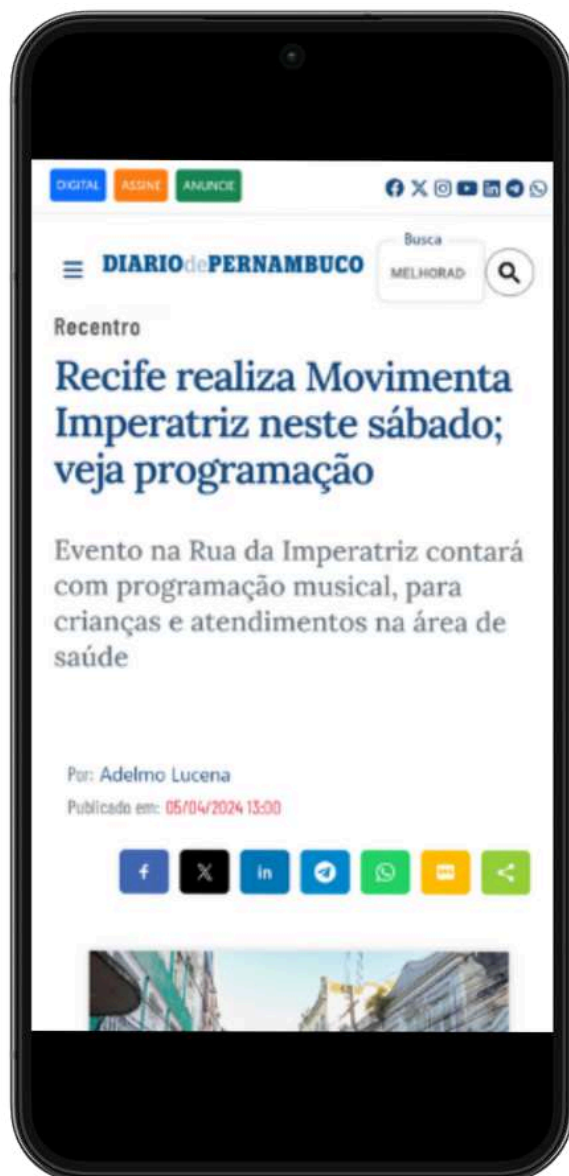 DIGITAL ASSINE ANUNCIE
Busca
DIARIOdePERNAMBUCO MELHORAD
Recentro
Recife realiza Movimenta
Imperatriz neste sábado;
veja programação
Evento na Rua da Imperatriz contará
com programação musical, para
crianças e atendimentos na área de
saúde
Por: Adelmo Lucena
Publicado em: 05/04/2024 13:00